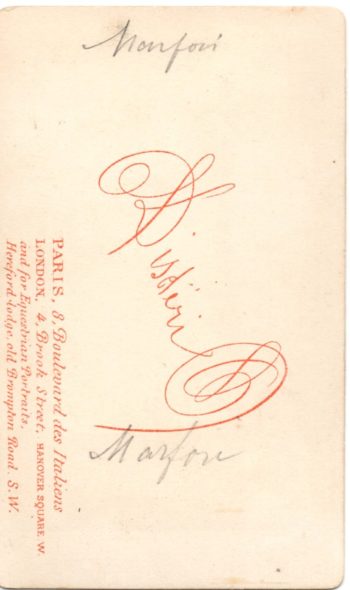 Marfori
Disdéri
PARIS, 8, Boulevard des Italiens
LONDON, 4, Brook Street, HANOVER SQUARE, W.
and for Equestrian Portraits,
Hereford Lodge, old Brompton Road S.W.
Marfori